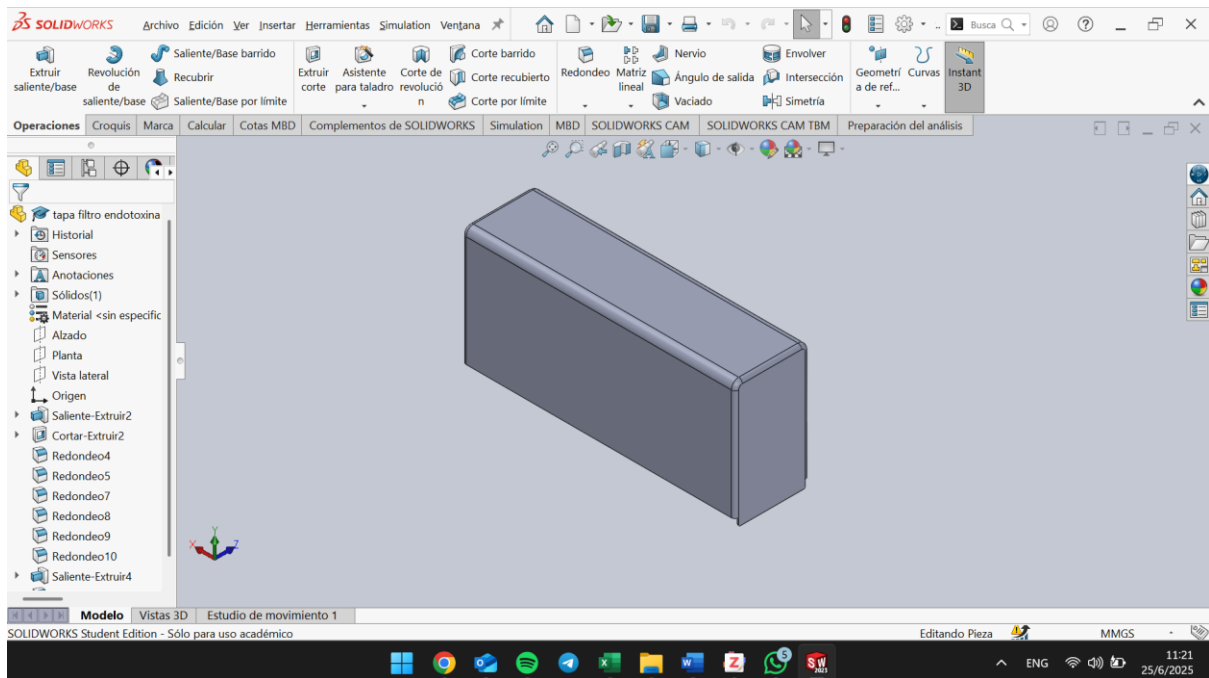 SOLIDWORKS
Archivo Edición Ver Insertar Herramientas Simulation Ventana
Busca
Extruir saliente/base
Revolución de saliente/base
Saliente/Base barrido
Recubrir
Saliente/Base por límite
Extruir corte
Asistente para taladro
Corte de revolució n
Corte barrido
Corte recubierto
Corte por límite
Redondeo
Matriz lineal
Nervio
Ángulo de salida
Vaciado
Envolver
Intersección
Simetría
Geometrí a de ref...
Curvas
Instant 3D
Operaciones Croquis Marca Calcular Cotas MBD Complementos de SOLIDWORKS Simulation MBD SOLIDWORKS CAM SOLIDWORKS CAM TBM Preparación del análisis
tapa filtro endotoxina
Historial
Sensores
Anotaciones
Sólidos(1)
Material <sin especific
Alzado
Planta
Vista lateral
Origen
Saliente-Extruir2
Cortar-Extruir2
Redondeo4
Redondeo5
Redondeo7
Redondeo8
Redondeo9
Redondeo10
Saliente-Extruir4
Y
X
Z
Modelo Vistas 3D Estudio de movimiento 1
SOLIDWORKS Student Edition - Sólo para uso académico
Editando Pieza MMGS
5
SW 2023
ENG
11:21
25/6/2025